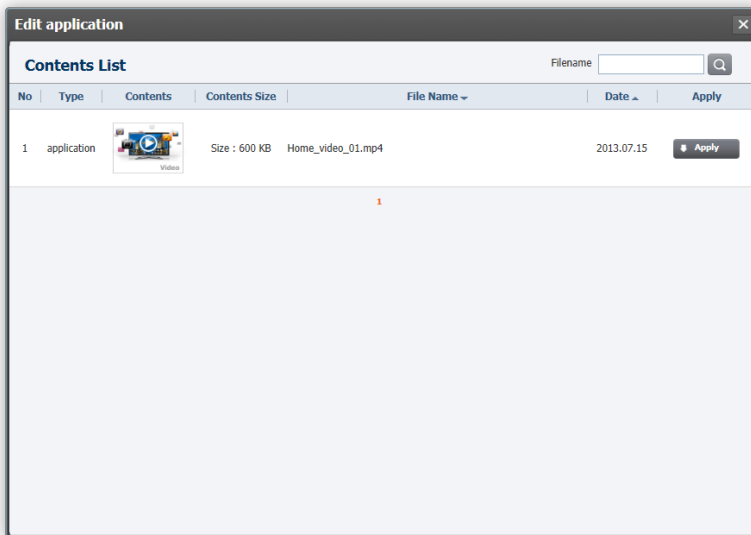 Edit application
Contents List
Filename
No Type Contents Contents Size File Name Date Apply
1 application Video Size : 600 KB Home_video_01.mp4 2013.07.15 Apply
1